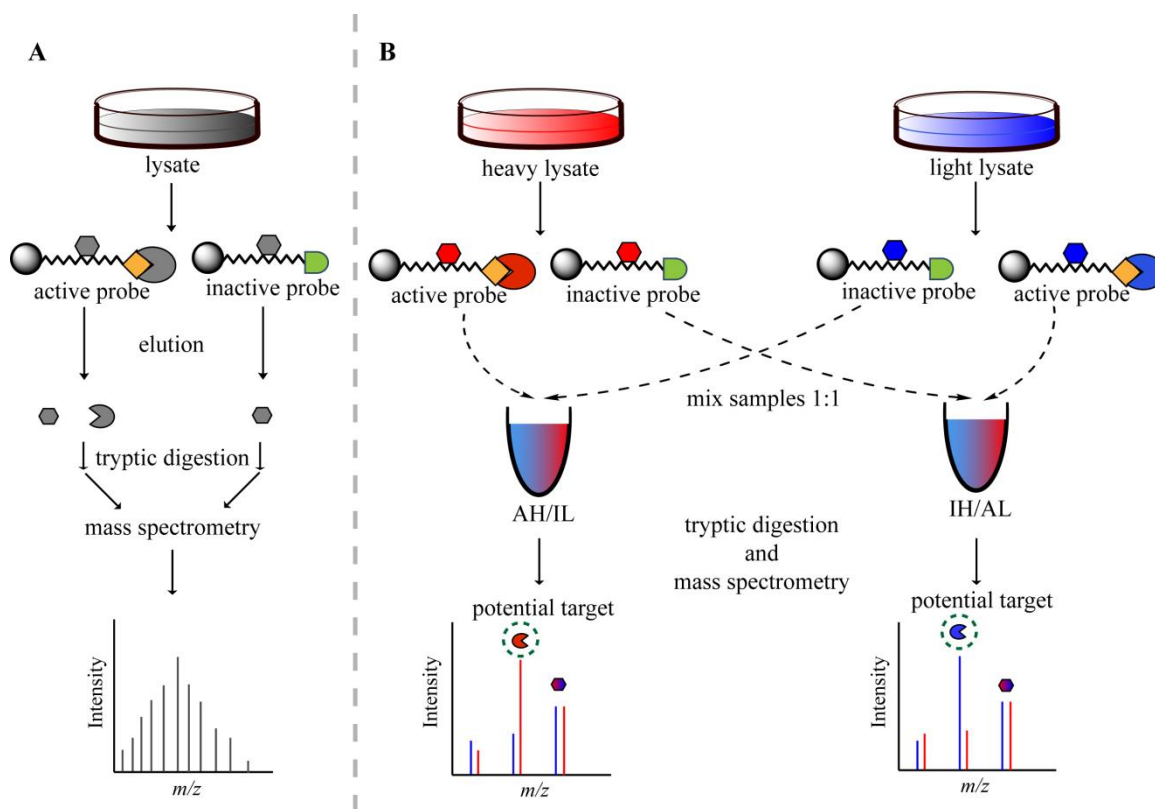 A
lysate
active probe
inactive probe
elution
tryptic digestion
mass spectrometry
Intensity
m/z
B
heavy lysate
light lysate
active probe
inactive probe
inactive probe
active probe
mix samples 1:1
AH/IL
IH/AL
tryptic digestion
and
mass spectrometry
potential target
potential target
Intensity
m/z
Intensity
m/z